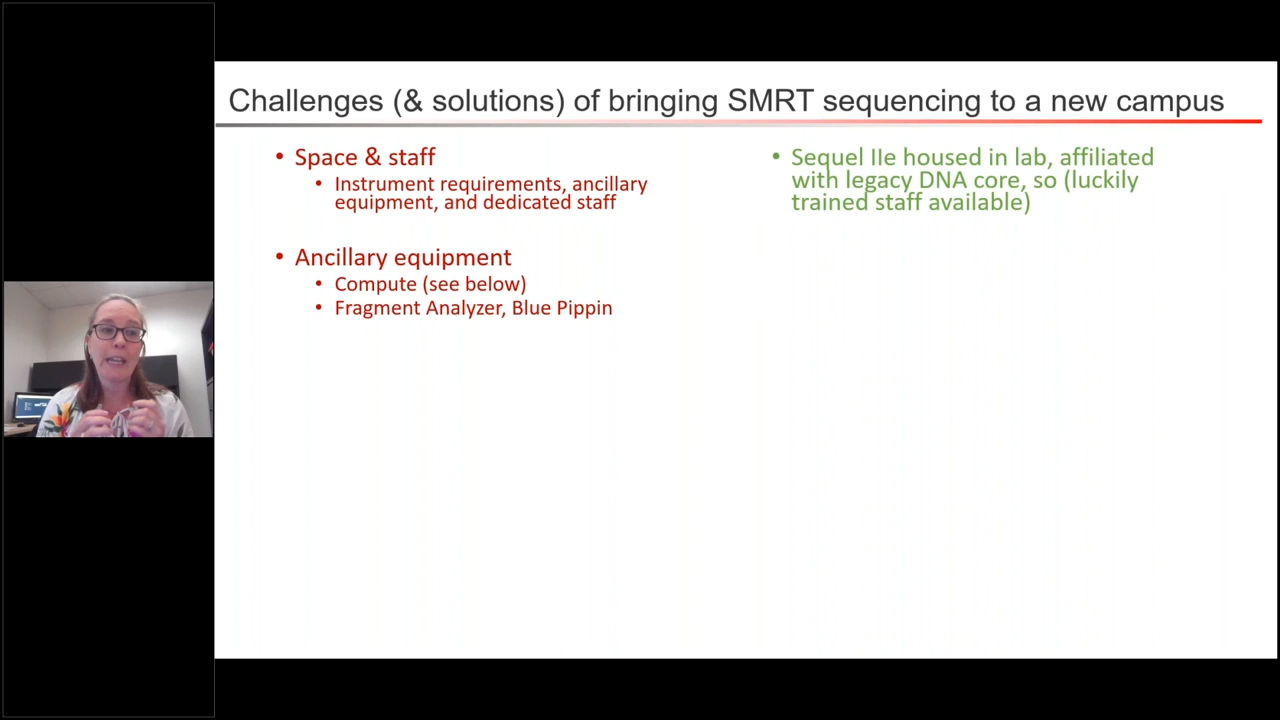 Challenges (& solutions) of bringing SMRT sequencing to a new campus
• Space & staff
• Instrument requirements, ancillary
equipment, and dedicated staff
• Ancillary equipment
• Compute (see below)
• Fragment Analyzer, Blue Pippin
• Sequel IIe housed in lab, affiliated
with legacy DNA core, so (luckily
trained staff available)